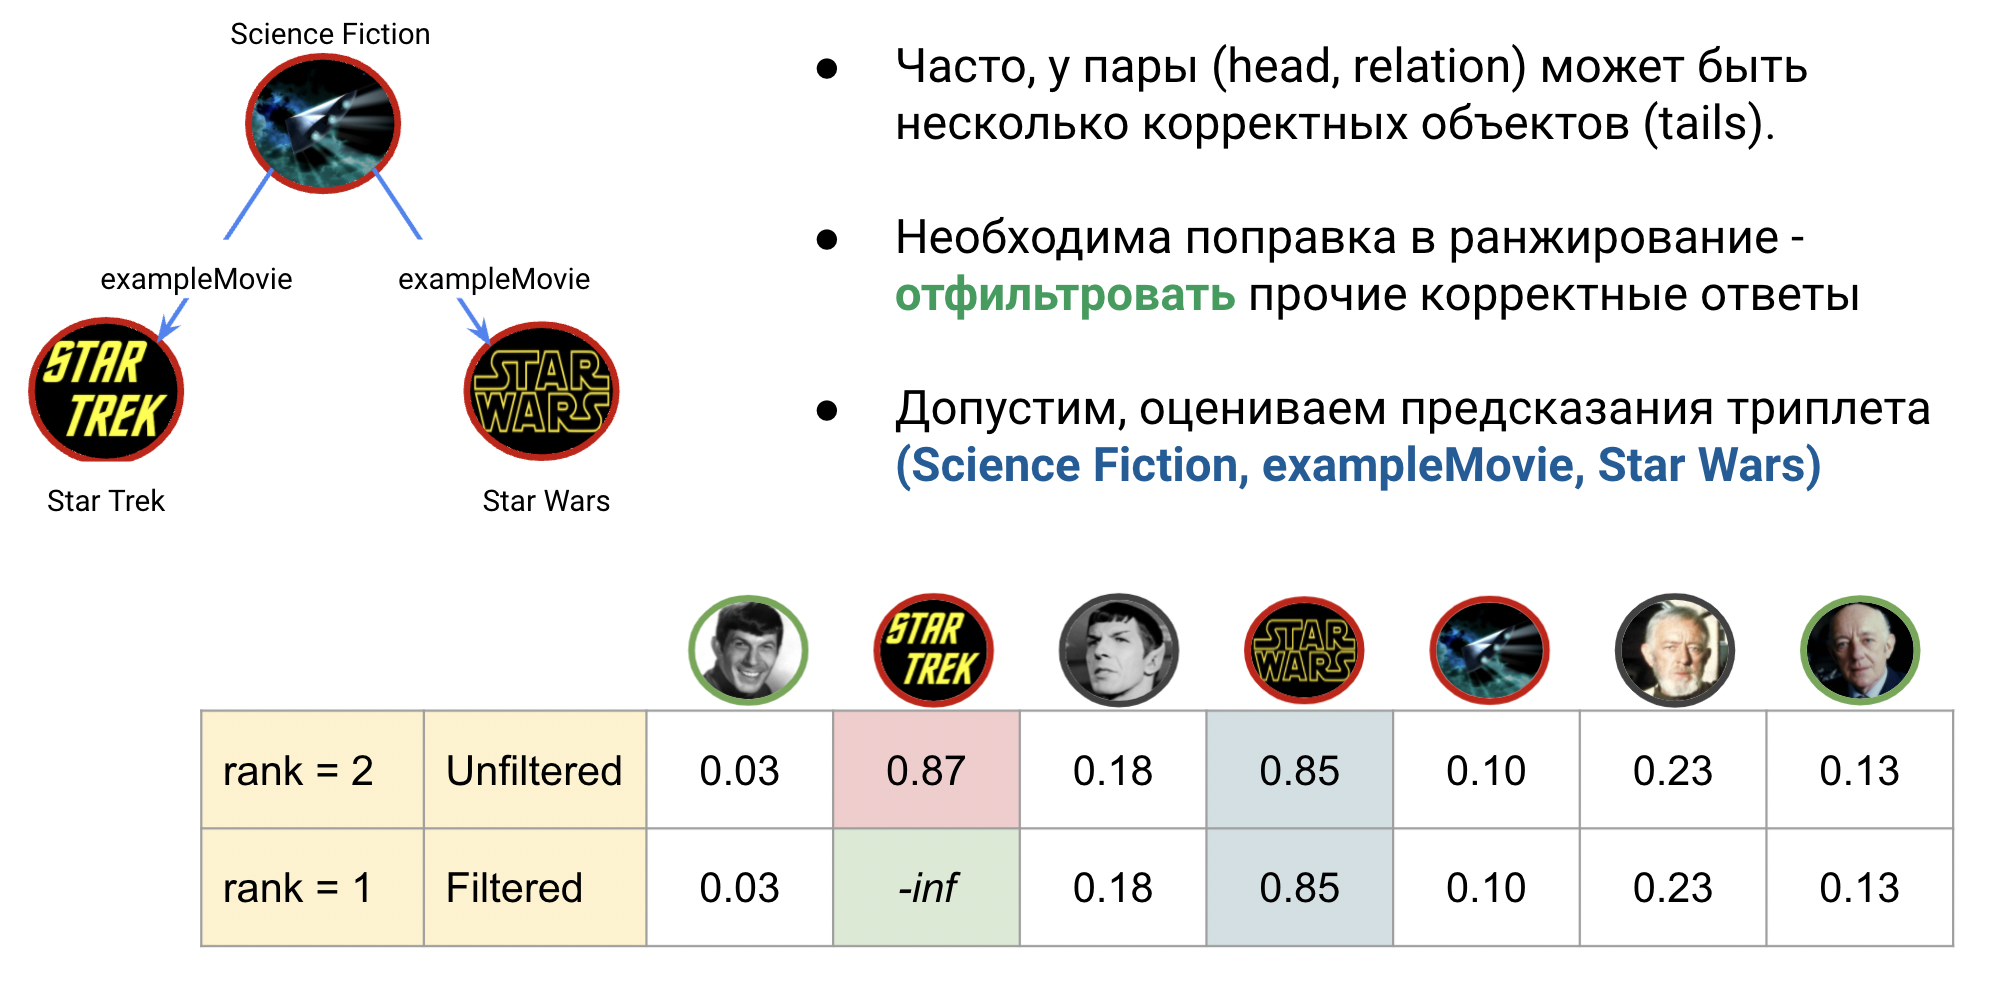 Science Fiction
exampleMovie
exampleMovie
STAR
TREK
STAR
WARS
Star Trek
Star Wars
● Часто, у пары (head, relation) может быть
несколько корректных объектов (tails).
● Необходима поправка в ранжирование -
отфильтровать прочие корректные ответы
● Допустим, оцениваем предсказания триплета
(Science Fiction, exampleMovie, Star Wars)
STAR
TREK
STAR
WARS
rank = 2 Unfiltered 0.03 0.87 0.18 0.85 0.10 0.23 0.13
rank = 1 Filtered 0.03 -inf 0.18 0.85 0.10 0.23 0.13